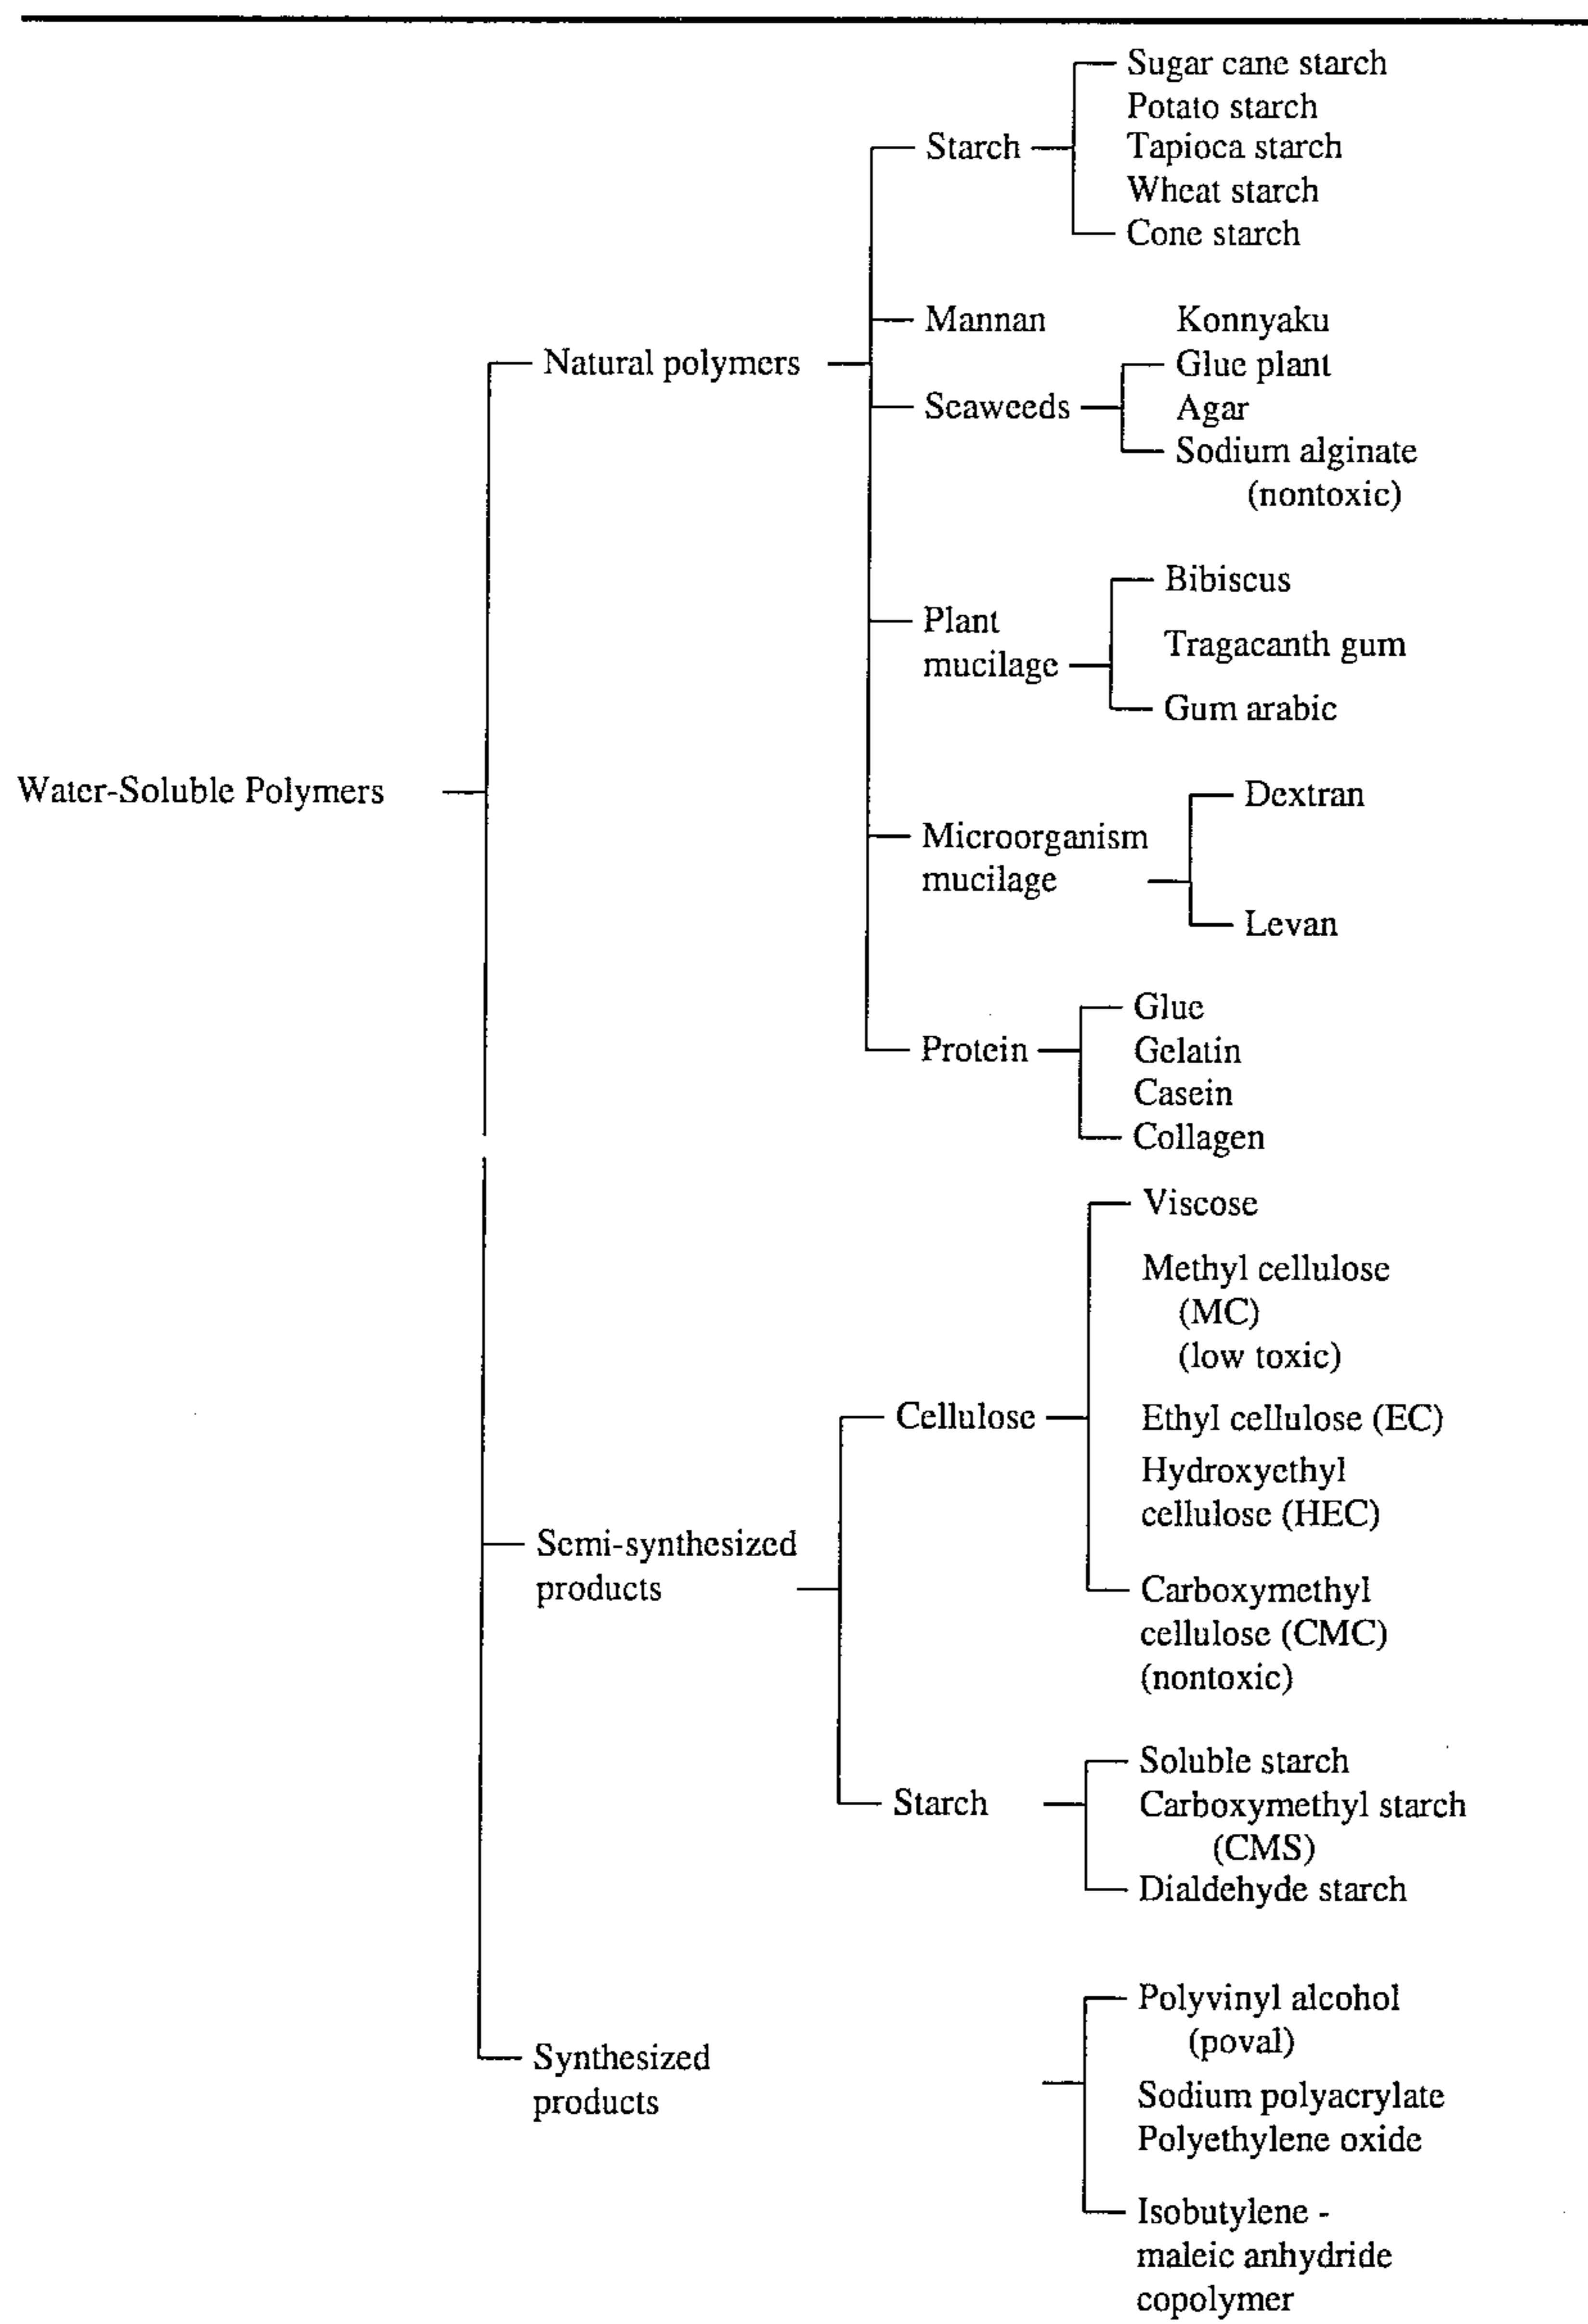 Water-Soluble Polymers
Natural polymers
Starch
Sugar cane starch
Potato starch
Tapioca starch
Wheat starch
Cone starch
Mannan
Konnyaku
Seaweeds
Glue plant
Agar
Sodium alginate
(nontoxic)
Plant
mucilage
Bibiscus
Tragacanth gum
Gum arabic
Microorganism
mucilage
Dextran
Levan
Protein
Glue
Gelatin
Casein
Collagen
Semi-synthesized
products
Cellulose
Viscose
Methyl cellulose
(MC)
(low toxic)
Ethyl cellulose (EC)
Hydroxyethyl
cellulose (HEC)
Carboxymethyl
cellulose (CMC)
(nontoxic)
Starch
Soluble starch
Carboxymethyl starch
(CMS)
Dialdehyde starch
Synthesized
products
Polyvinyl alcohol
(poval)
Sodium polyacrylate
Polyethylene oxide
Isobutylene -
maleic anhydride
copolymer